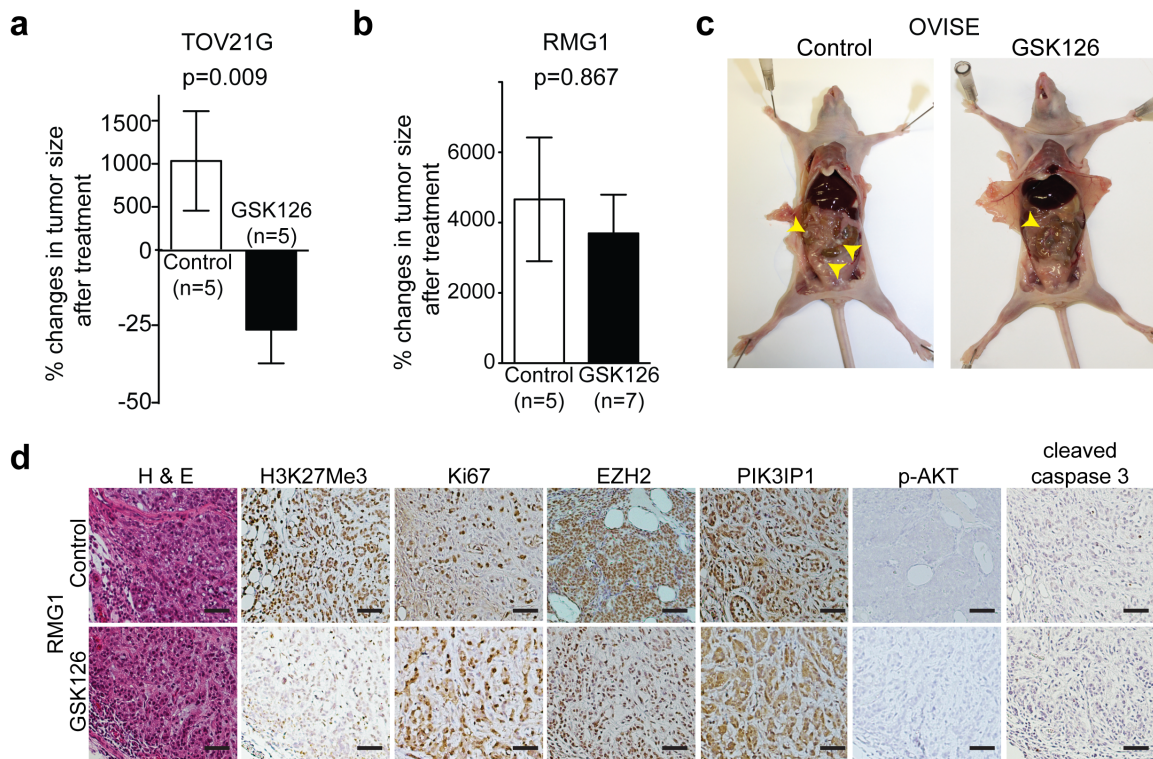 a
TOV21G
p=0.009
% changes in tumor size
after treatment
1500
1000
500
0
-25
-50
GSK126
(n=5)
Control
(n=5)
b
RMG1
p=0.867
% changes in tumor size
after treatment
6000
4000
2000
0
Control
(n=5)
GSK126
(n=7)
c
OVISE
Control
GSK126
d
H & E
H3K27Me3
Ki67
EZH2
PIK3IP1
p-AKT
cleaved
caspase 3
RMG1
Control
GSK126